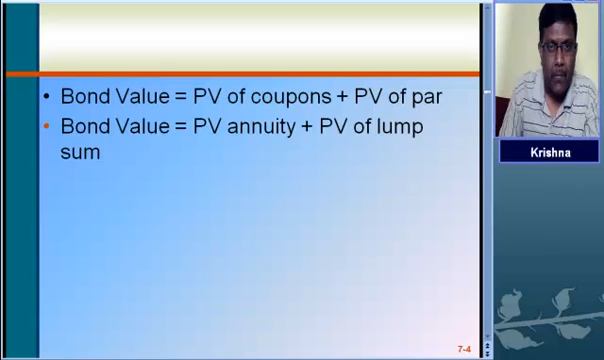 • Bond Value = PV of coupons + PV of par
• Bond Value = PV annuity + PV of lump
sum
Krishna
7-4